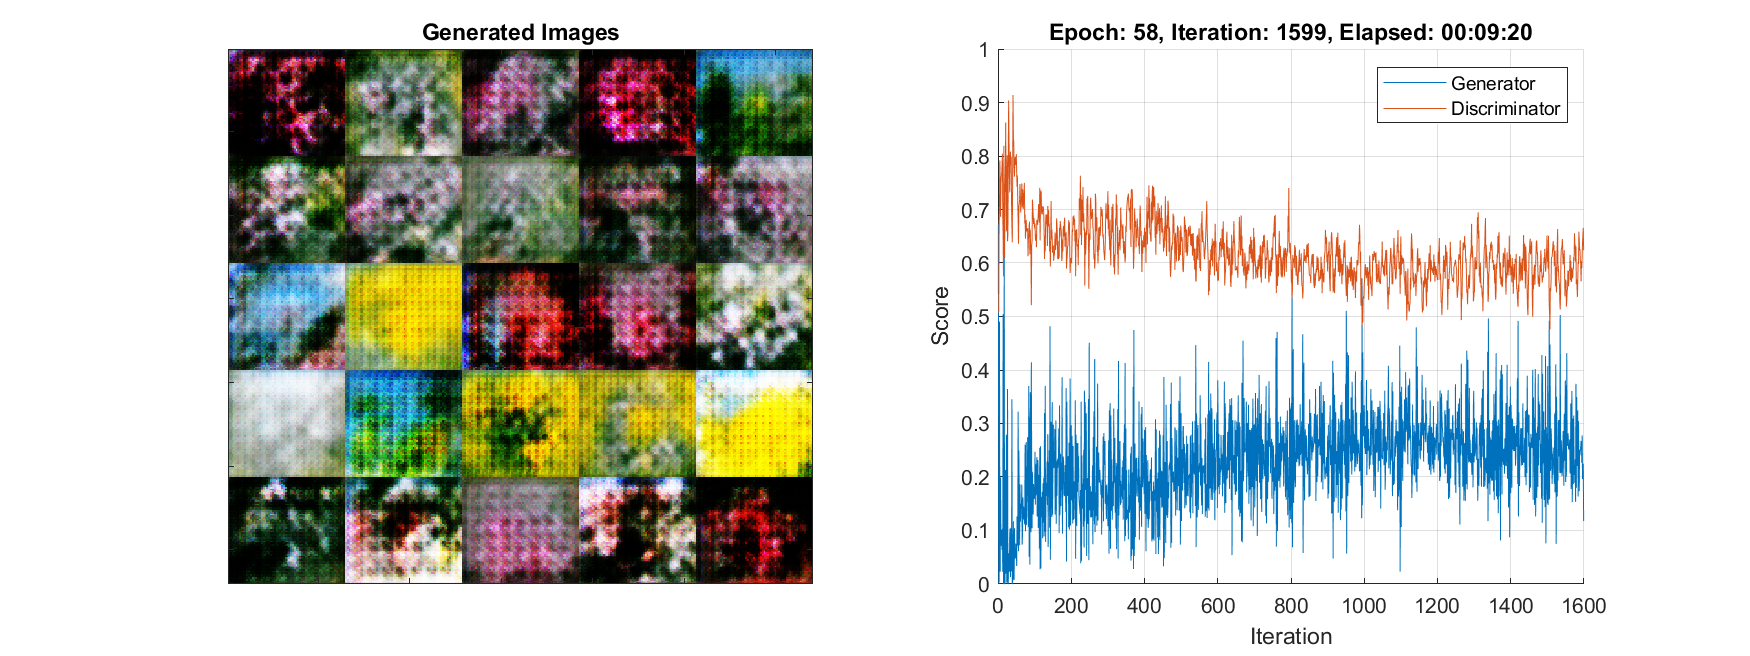 Generated Images
Epoch: 58, Iteration: 1599, Elapsed: 00:09:20
Generator
Discriminator
1
0.9
0.8
0.7
0.6
0.5
0.4
0.3
0.2
0.1
0
Score
0 200 400 600 800 1000 1200 1400 1600
Iteration